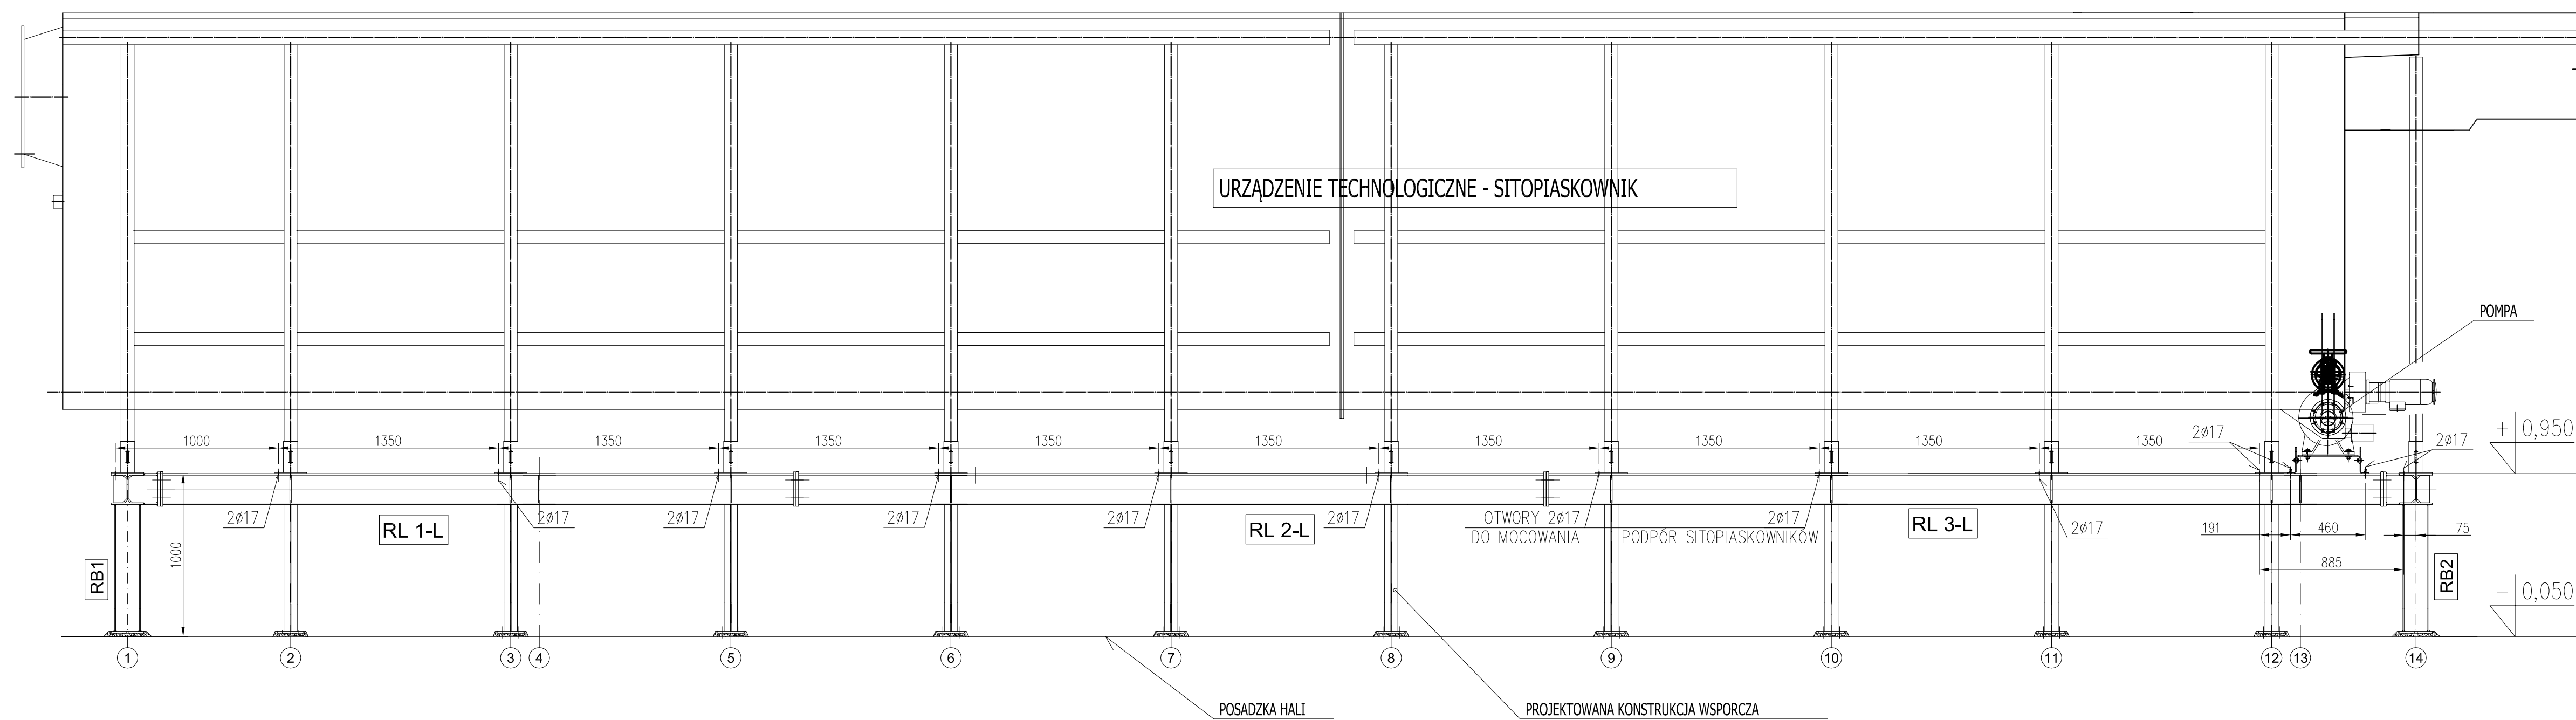 URZĄDZENIE TECHNOLOGICZNE - SITOPIASKOWNIK
POMPA
1000 1350 1350 1350 1350 1350 1350 1350 1350 1350
2ø17
2ø17
+ 0,950
2ø17 2ø17 2ø17 2ø17 2ø17 2ø17
OTWORY 2ø17
DO MOCOWANIA PODPÓR SITOPIASKOWNIKÓW
2ø17
2ø17
RL 1-L
RL 2-L
RL 3-L
191 460 75
885
1000
RB1
RB2
- 0,050
1 2 3 4 5 6 7 8 9 10 11 12 13 14
POSADZKA HALI
PROJEKTOWANA KONSTRUKCJA WSPORCZA